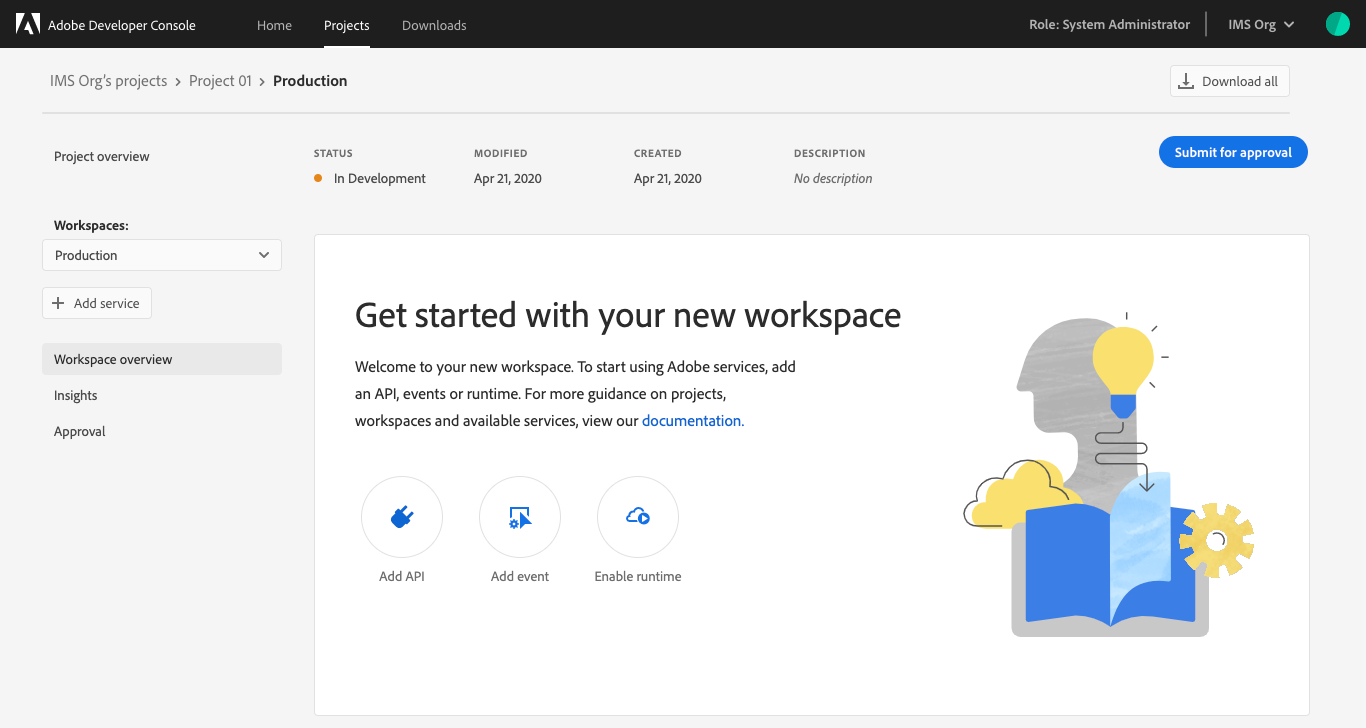 Adobe Developer Console
Home
Projects
Downloads
Role: System Administrator
IMS Org
IMS Org's projects > Project 01 > Production
Download all
Project overview
STATUS
In Development
MODIFIED
Apr 21, 2020
CREATED
Apr 21, 2020
DESCRIPTION
No description
Submit for approval
Workspaces:
Production
Add service
Workspace overview
Insights
Approval
Get started with your new workspace
Welcome to your new workspace. To start using Adobe services, add
an API, events or runtime. For more guidance on projects,
workspaces and available services, view our documentation.
Add API
Add event
Enable runtime